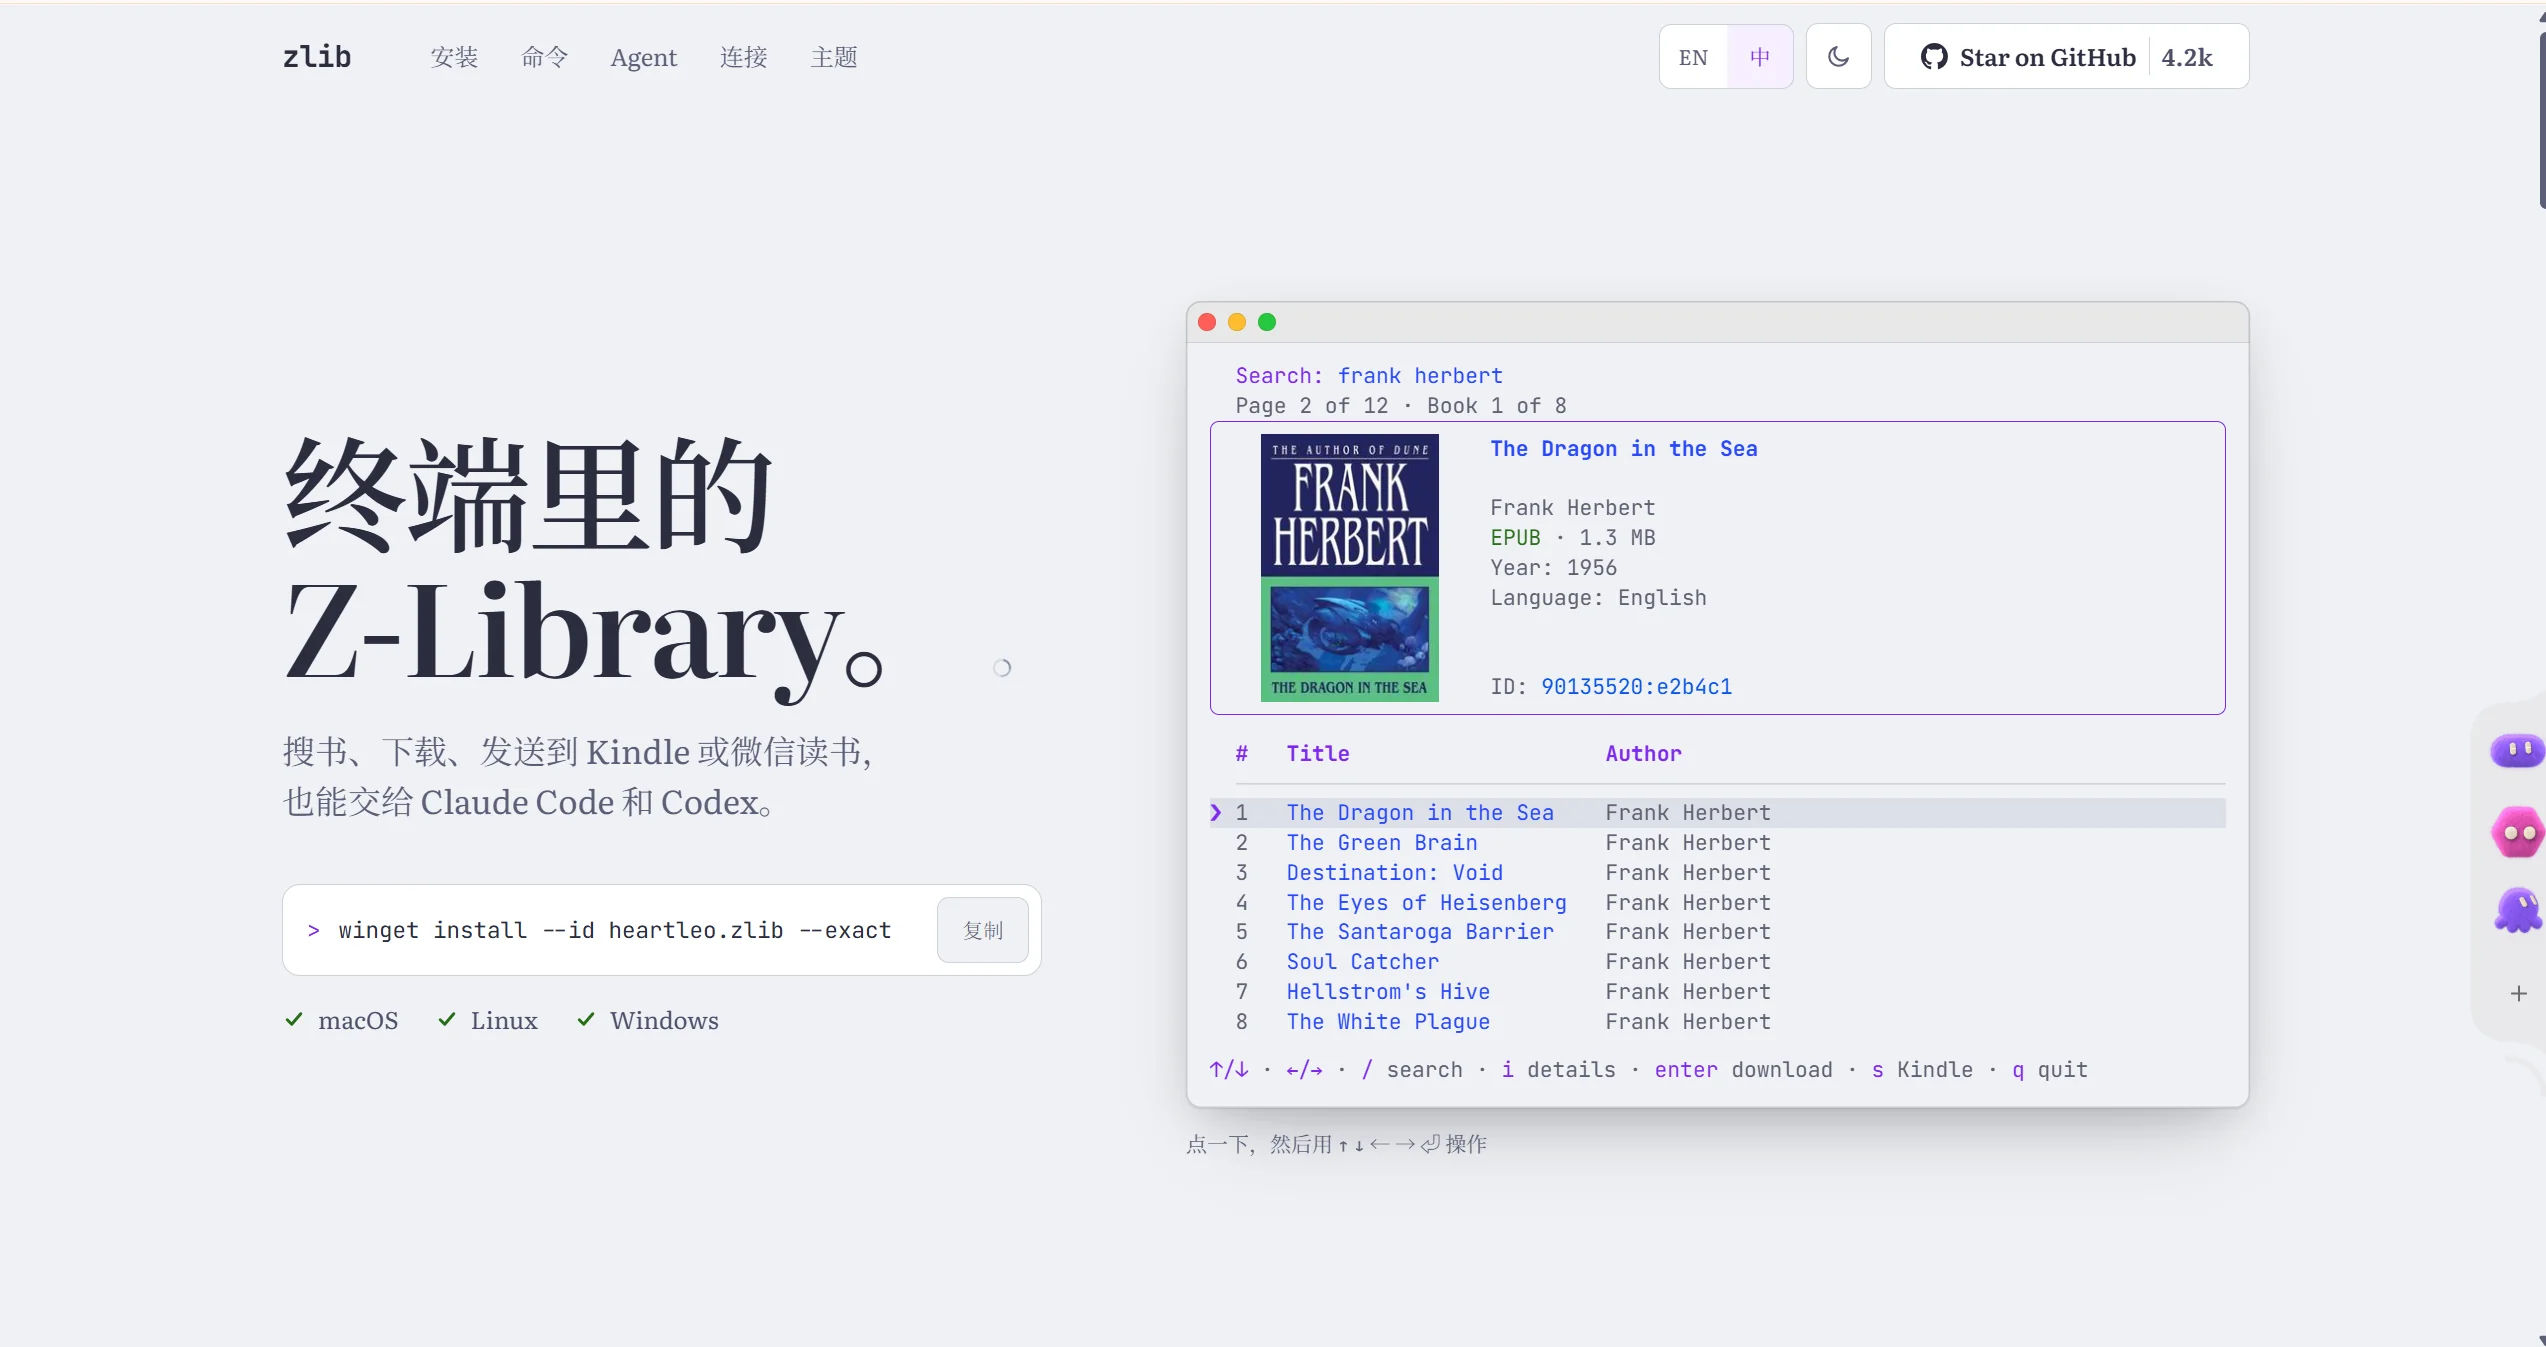 zlib 安装 命令 Agent 连接 主题 EN 中 Star on GitHub 4.2k
终端里的
Z-Library。
搜书、下载、发送到 Kindle 或微信读书，
也能交给 Claude Code 和 Codex。
> winget install --id heartleo.zlib --exact 复制
✓ macOS ✓ Linux ✓ Windows
Search: frank herbert
Page 2 of 12 · Book 1 of 8
THE AUTHOR OF DUNE
FRANK
HERBERT
THE DRAGON IN THE SEA
The Dragon in the Sea
Frank Herbert
EPUB · 1.3 MB
Year: 1956
Language: English
ID: 90135520:e2b4c1
# Title Author
❯ 1 The Dragon in the Sea Frank Herbert
2 The Green Brain Frank Herbert
3 Destination: Void Frank Herbert
4 The Eyes of Heisenberg Frank Herbert
5 The Santaroga Barrier Frank Herbert
6 Soul Catcher Frank Herbert
7 Hellstrom's Hive Frank Herbert
8 The White Plague Frank Herbert
↑/↓ · ←/→ · / search · i details · enter download · s Kindle · q quit
点一下，然后用 ↑ ↓ ← → ⏎ 操作